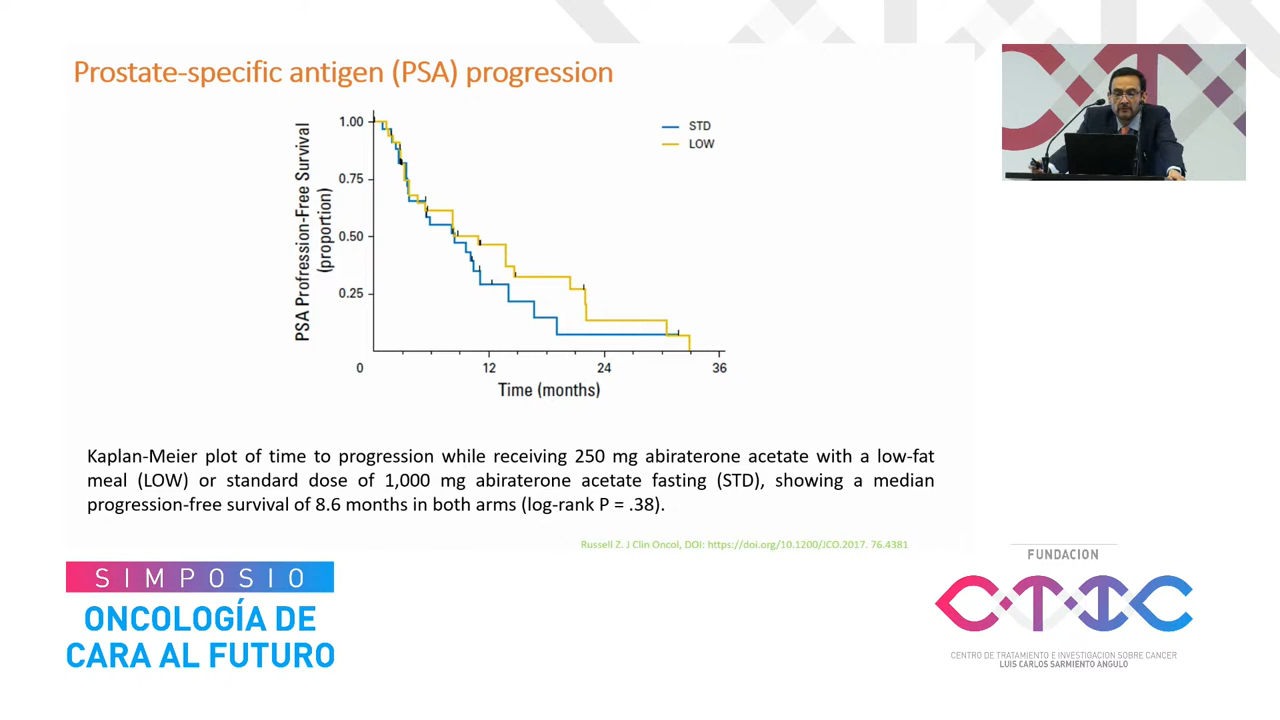 Prostate-specific antigen (PSA) progression
PSA Profression-Free Survival
(proportion)
1.00
0.75
0.50
0.25
0
12
24
36
Time (months)
STD
LOW
Kaplan-Meier plot of time to progression while receiving 250 mg abiraterone acetate with a low-fat
meal (LOW) or standard dose of 1,000 mg abiraterone acetate fasting (STD), showing a median
progression-free survival of 8.6 months in both arms (log-rank P = .38).
Russell Z. J Clin Oncol, DOI: https://doi.org/10.1200/JCO.2017. 76.4381
SIMPOSIO
ONCOLOGÍA DE
CARA AL FUTURO
FUNDACION
CTIC
CENTRO DE TRATAMIENTO E INVESTIGACION SOBRE CANCER
LUIS CARLOS SARMIENTO ANGULO